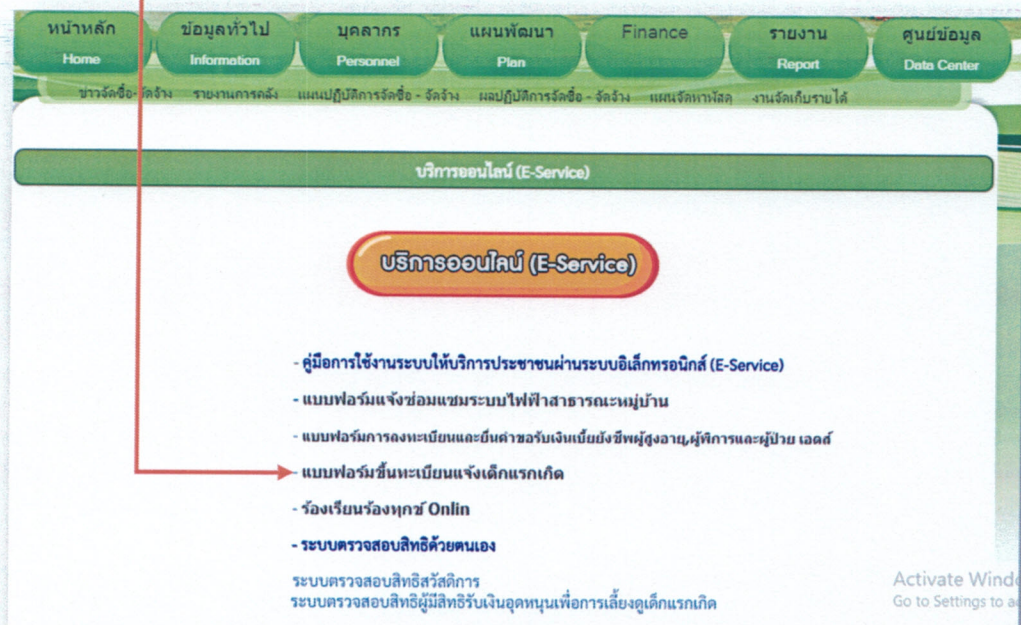 หน้าหลัก ข้อมูลทั่วไป บุคลากร แผนพัฒนา Finance รายงาน ศูนย์ข้อมูล
Home Information Personnel Plan Report Data Center
ข่าวจัดซื้อ-จัดจ้าง รายงานการคลัง แผนปฏิบัติการจัดซื้อ - จัดจ้าง ผลปฏิบัติการจัดซื้อ - จัดจ้าง แผนจัดหาพัสดุ งานจัดเก็บรายได้
บริการออนไลน์ (E-Service)
บริการออนไลน์ (E-Service)
- คู่มือการใช้งานระบบให้บริการประชาชนผ่านระบบอิเล็กทรอนิกส์ (E-Service)
- แบบฟอร์มแจ้งซ่อมแซมระบบไฟฟ้าสาธารณะหมู่บ้าน
- แบบฟอร์มการลงทะเบียนและยื่นคำขอรับเงินเบี้ยยังชีพผู้สูงอายุ,ผู้พิการและผู้ป่วย เอดส์
- แบบฟอร์มขึ้นทะเบียนแจ้งเด็กแรกเกิด
- ร้องเรียนร้องทุกข์ Onlin
- ระบบตรวจสอบสิทธิด้วยตนเอง
ระบบตรวจสอบสิทธิสวัสดิการ
ระบบตรวจสอบสิทธิผู้มีสิทธิรับเงินอุดหนุนเพื่อการเลี้ยงดูเด็กแรกเกิด
Activate Windo
Go to Settings to ac